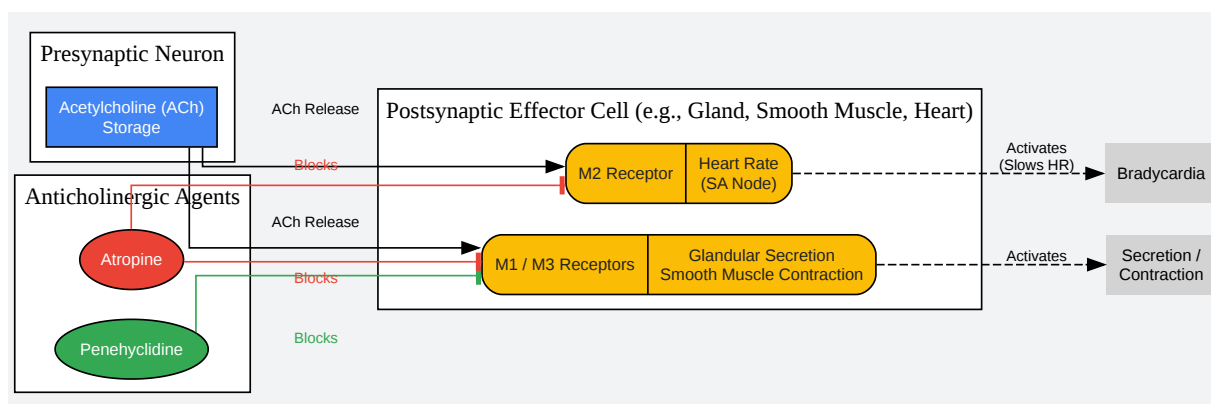 Presynaptic Neuron
Acetylcholine (ACh)
Storage
Anticholinergic Agents
Atropine
Penehyclidine
ACh Release
Blocks
ACh Release
Blocks
Blocks
Postsynaptic Effector Cell (e.g., Gland, Smooth Muscle, Heart)
M2 Receptor
Heart Rate
(SA Node)
M1 / M3 Receptors
Glandular Secretion
Smooth Muscle Contraction
Activates
(Slows HR)
Bradycardia
Activates
Secretion /
Contraction